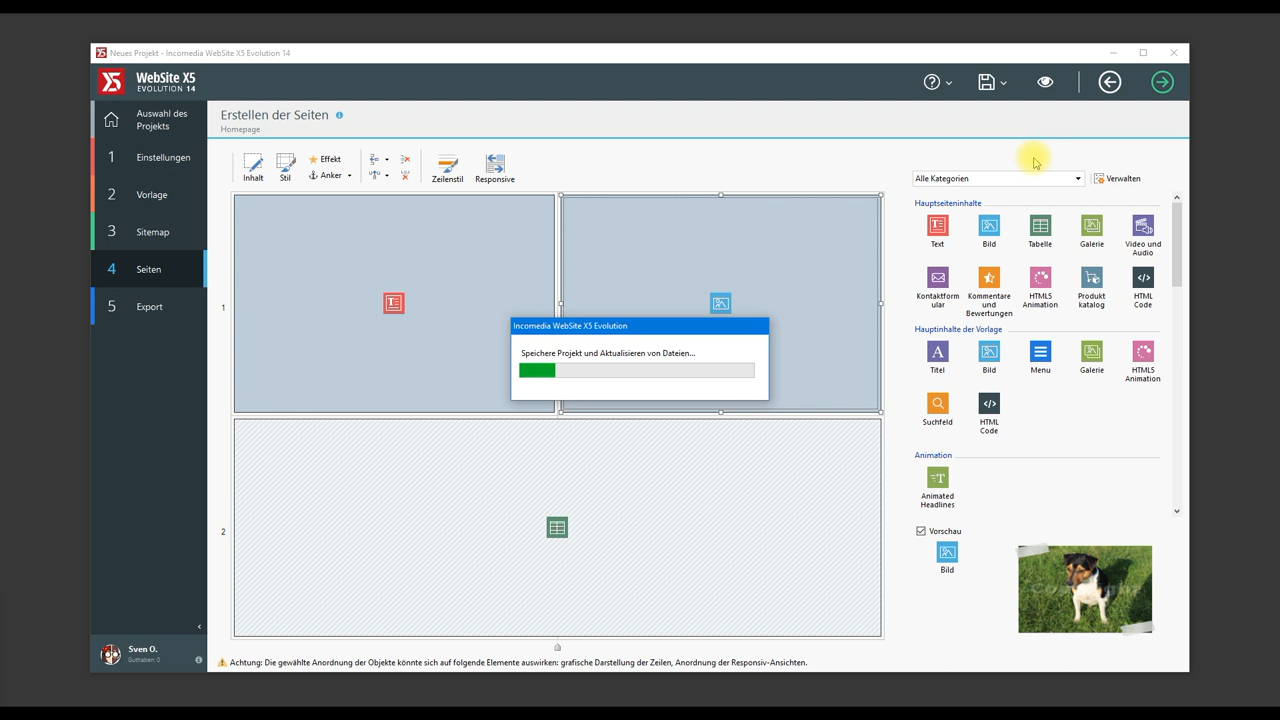 Neues Projekt - Incomedia WebSite X5 Evolution 14
WebSite X5
EVOLUTION 14
Auswahl des
Projekts
1 Einstellungen
2 Vorlage
3 Sitemap
4 Seiten
5 Export
Sven O.
Guthaben: 0
Erstellen der Seiten
Homepage
Inhalt
Stil
Effekt
Anker
Zeilenstil
Responsive
1
2
Incomedia WebSite X5 Evolution
Speichere Projekt und Aktualisieren von Dateien...
Alle Kategorien
Verwalten
Hauptseiteninhalte
Text
Bild
Tabelle
Galerie
Video und
Audio
Kontaktform
ular
Kommentare
und
Bewertungen
HTML5
Animation
Produkt
katalog
HTML
Code
Hauptinhalte der Vorlage
Titel
Bild
Menu
Galerie
HTML5
Animation
Suchfeld
HTML
Code
Animation
Animated
Headlines
Vorschau
Bild
Achtung: Die gewählte Anordnung der Objekte könnte sich auf folgende Elemente auswirken: grafische Darstellung der Zeilen, Anordnung der Responsiv-Ansichten.